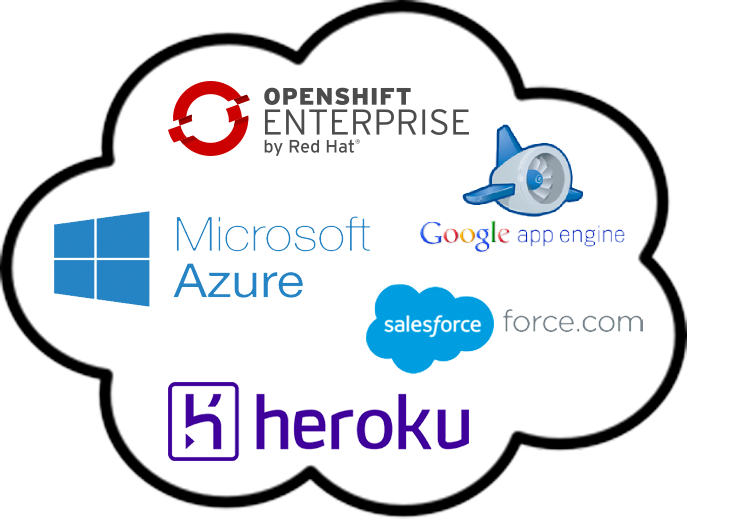 OPENSHIFT
ENTERPRISE
by Red Hat®
Google app engine
Microsoft
Azure
salesforce force.com
heroku